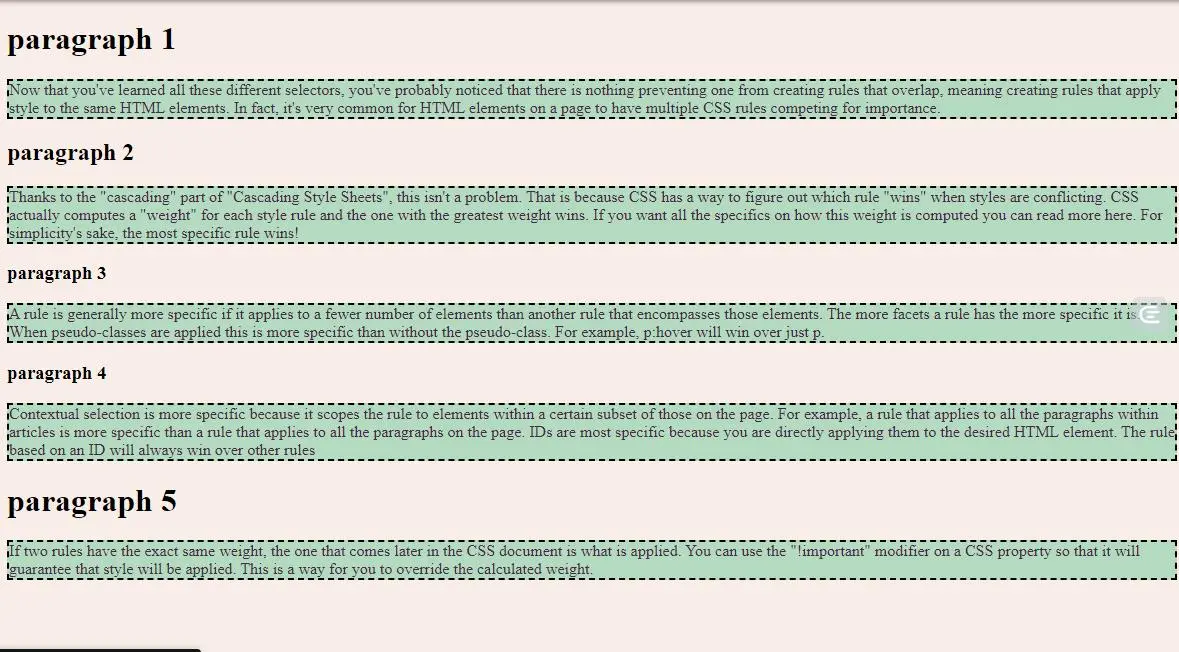 paragraph 1
Now that you've learned all these different selectors, you've probably noticed that there is nothing preventing one from creating rules that overlap, meaning creating rules that apply
style to the same HTML elements. In fact, it's very common for HTML elements on a page to have multiple CSS rules competing for importance.
paragraph 2
Thanks to the "cascading" part of "Cascading Style Sheets", this isn't a problem. That is because CSS has a way to figure out which rule "wins" when styles are conflicting. CSS
actually computes a "weight" for each style rule and the one with the greatest weight wins. If you want all the specifics on how this weight is computed you can read more here. For
simplicity's sake, the most specific rule wins!
paragraph 3
A rule is generally more specific if it applies to a fewer number of elements than another rule that encompasses those elements. The more facets a rule has the more specific it is.
When pseudo-classes are applied this is more specific than without the pseudo-class. For example, p:hover will win over just p.
paragraph 4
Contextual selection is more specific because it scopes the rule to elements within a certain subset of those on the page. For example, a rule that applies to all the paragraphs within
articles is more specific than a rule that applies to all the paragraphs on the page. IDs are most specific because you are directly applying them to the desired HTML element. The rule
based on an ID will always win over other rules
paragraph 5
If two rules have the exact same weight, the one that comes later in the CSS document is what is applied. You can use the "!important" modifier on a CSS property so that it will
guarantee that style will be applied. This is a way for you to override the calculated weight.